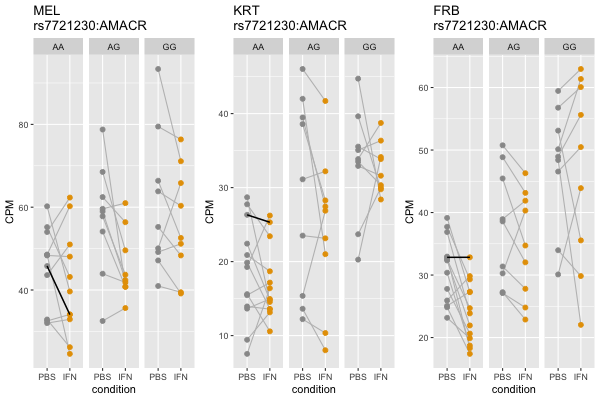 MEL
rs7721230:AMACR
AA AG GG
CPM
80
60
40
PBS IFN PBS IFN PBS IFN
condition
KRT
rs7721230:AMACR
AA AG GG
CPM
40
30
20
10
PBS IFN PBS IFN PBS IFN
condition
FRB
rs7721230:AMACR
AA AG GG
CPM
60
50
40
30
20
PBS IFN PBS IFN PBS IFN
condition